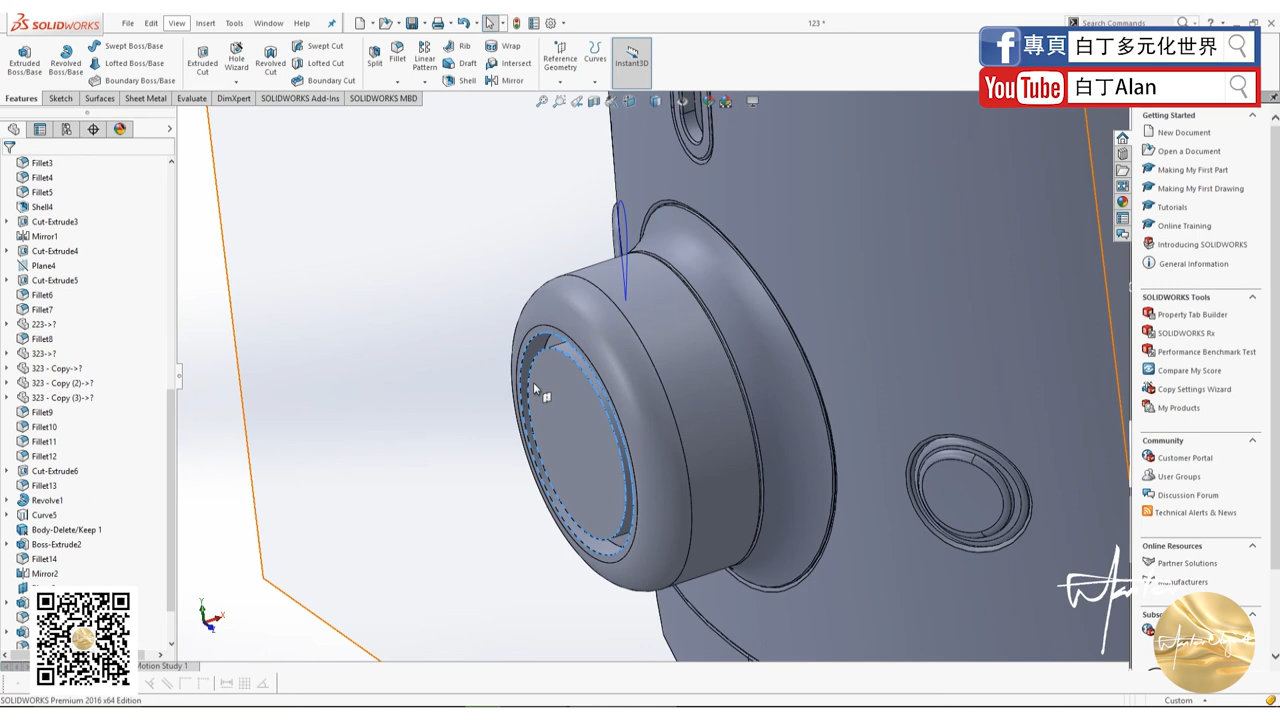 SOLIDWORKS
File
Edit
View
Insert
Tools
Window
Help
123 *
Search Commands
專頁
白丁多元化世界
YouTube
白丁Alan
Extruded Boss/Base
Revolved Boss/Base
Swept Boss/Base
Lofted Boss/Base
Boundary Boss/Base
Extruded Cut
Hole Wizard
Revolved Cut
Swept Cut
Lofted Cut
Boundary Cut
Split
Fillet
Linear Pattern
Rib
Draft
Shell
Wrap
Intersect
Mirror
Reference Geometry
Curves
Instant3D
Features
Sketch
Surfaces
Sheet Metal
Evaluate
DimXpert
SOLIDWORKS Add-Ins
SOLIDWORKS MBD
Fillet3
Fillet4
Fillet5
Shell4
Cut-Extrude3
Mirror1
Cut-Extrude4
Plane4
Cut-Extrude5
Fillet6
Fillet7
223->?
Fillet8
323->?
323 - Copy->?
323 - Copy (2)->?
323 - Copy (3)->?
Fillet9
Fillet10
Fillet11
Fillet12
Cut-Extrude6
Fillet13
Revolve1
Curve5
Body-Delete/Keep 1
Boss-Extrude2
Fillet14
Mirror2
Getting Started
New Document
Open a Document
Making My First Part
Making My First Drawing
Tutorials
Online Training
Introducing SOLIDWORKS
General Information
SOLIDWORKS Tools
Property Tab Builder
SOLIDWORKS Rx
Performance Benchmark Test
Compare My Score
Copy Settings Wizard
My Products
Community
Customer Portal
User Groups
Discussion Forum
Technical Alerts & News
Online Resources
Partner Solutions
Manufacturers
Motion Study 1
SOLIDWORKS Premium 2016 x64 Edition
Custom